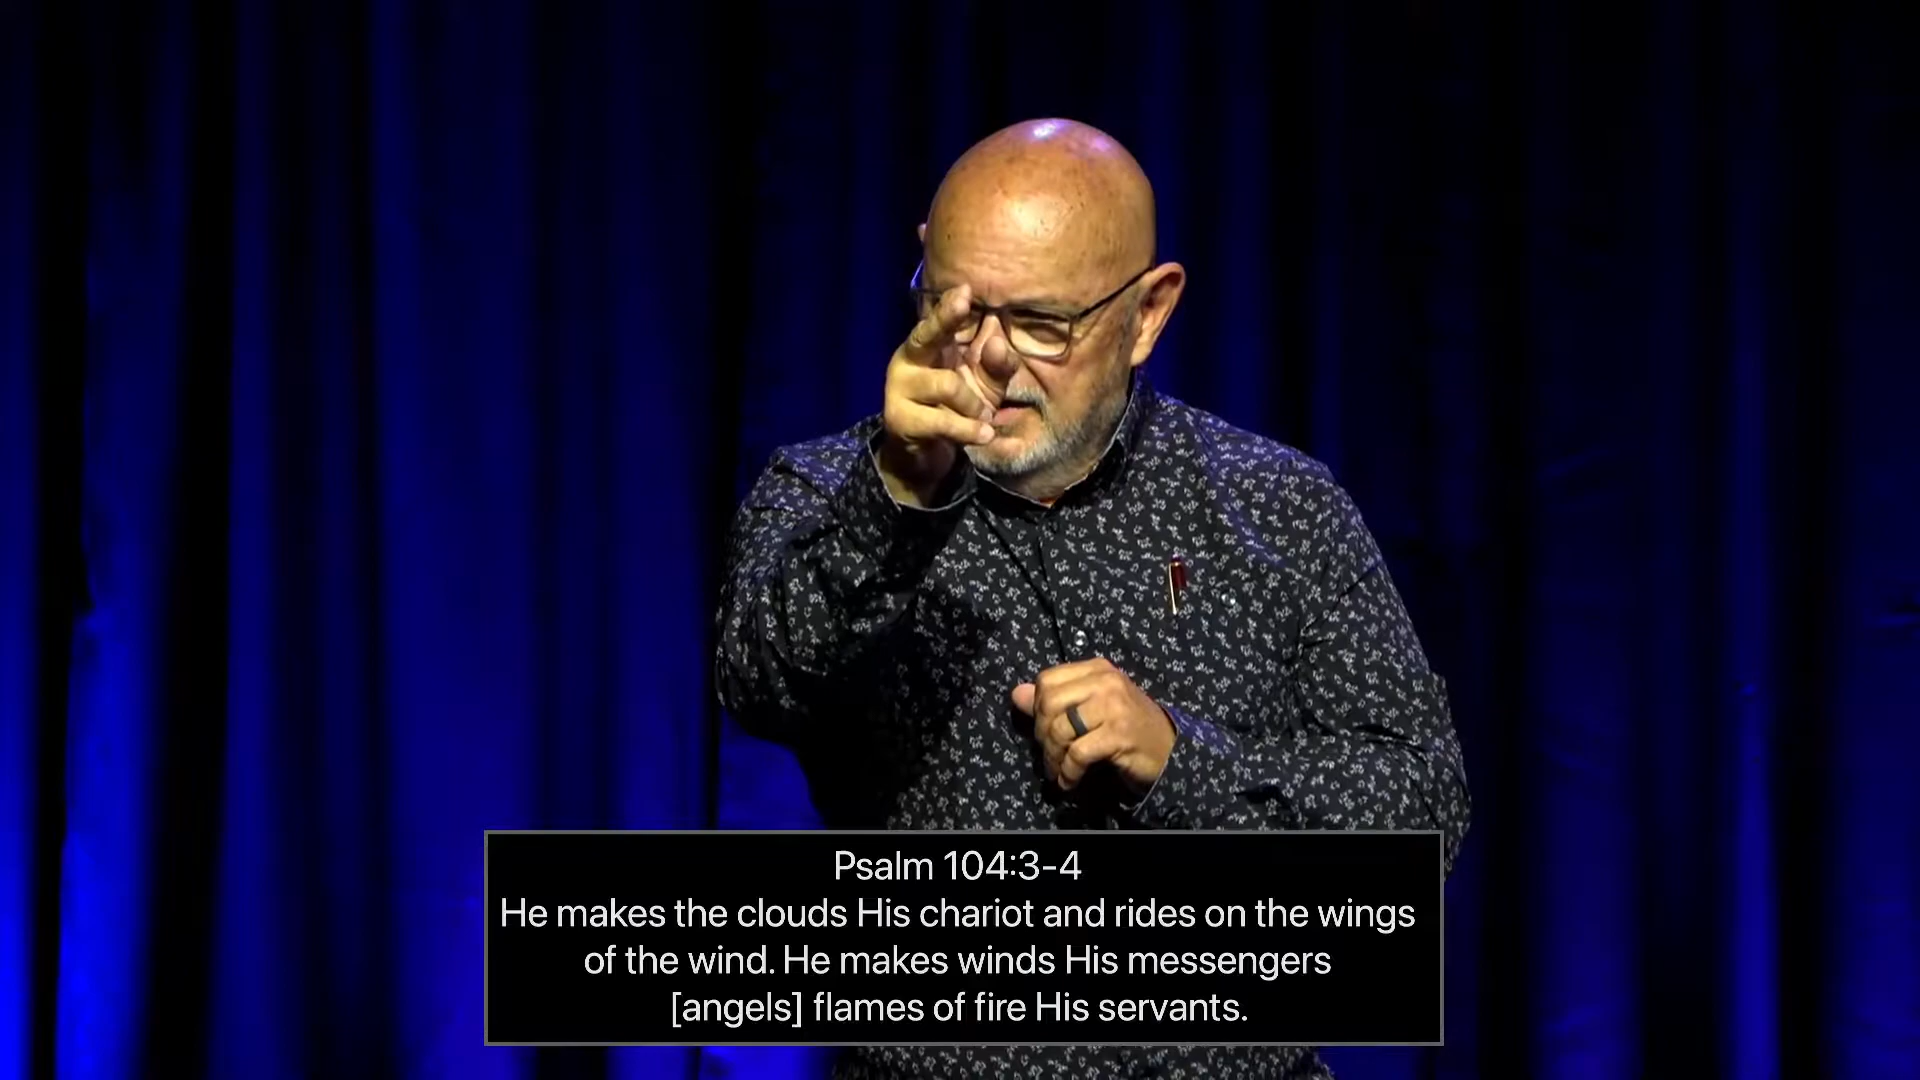 Psalm 104:3-4
He makes the clouds His chariot and rides on the wings
of the wind. He makes winds His messengers
[angels] flames of fire His servants.